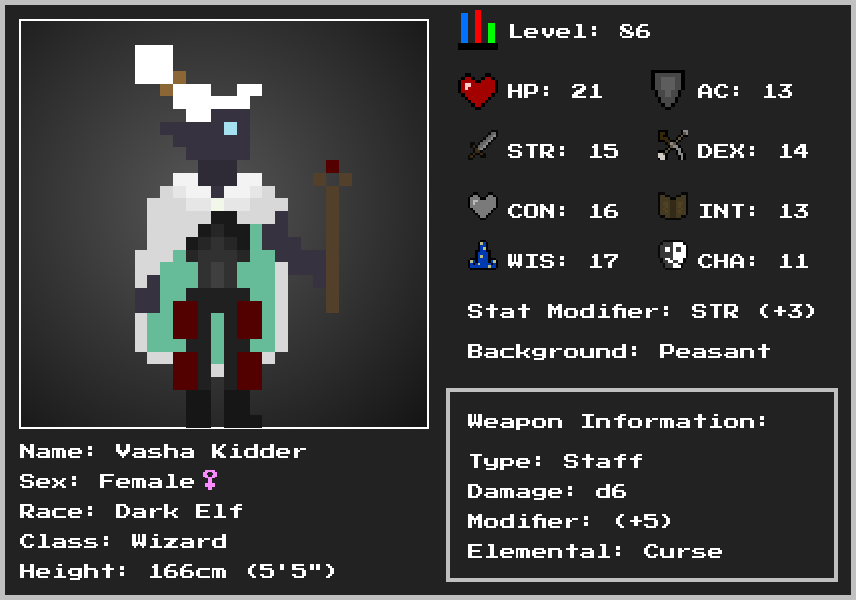 Level: 86
HP: 21 AC: 13
STR: 15 DEX: 14
CON: 16 INT: 13
WIS: 17 CHA: 11
Stat Modifier: STR (+3)
Background: Peasant
Weapon Information:
Type: Staff
Damage: d6
Modifier: (+5)
Elemental: Curse
Name: Vasha Kidder
Sex: Female♀
Race: Dark Elf
Class: Wizard
Height: 166cm (5'5")